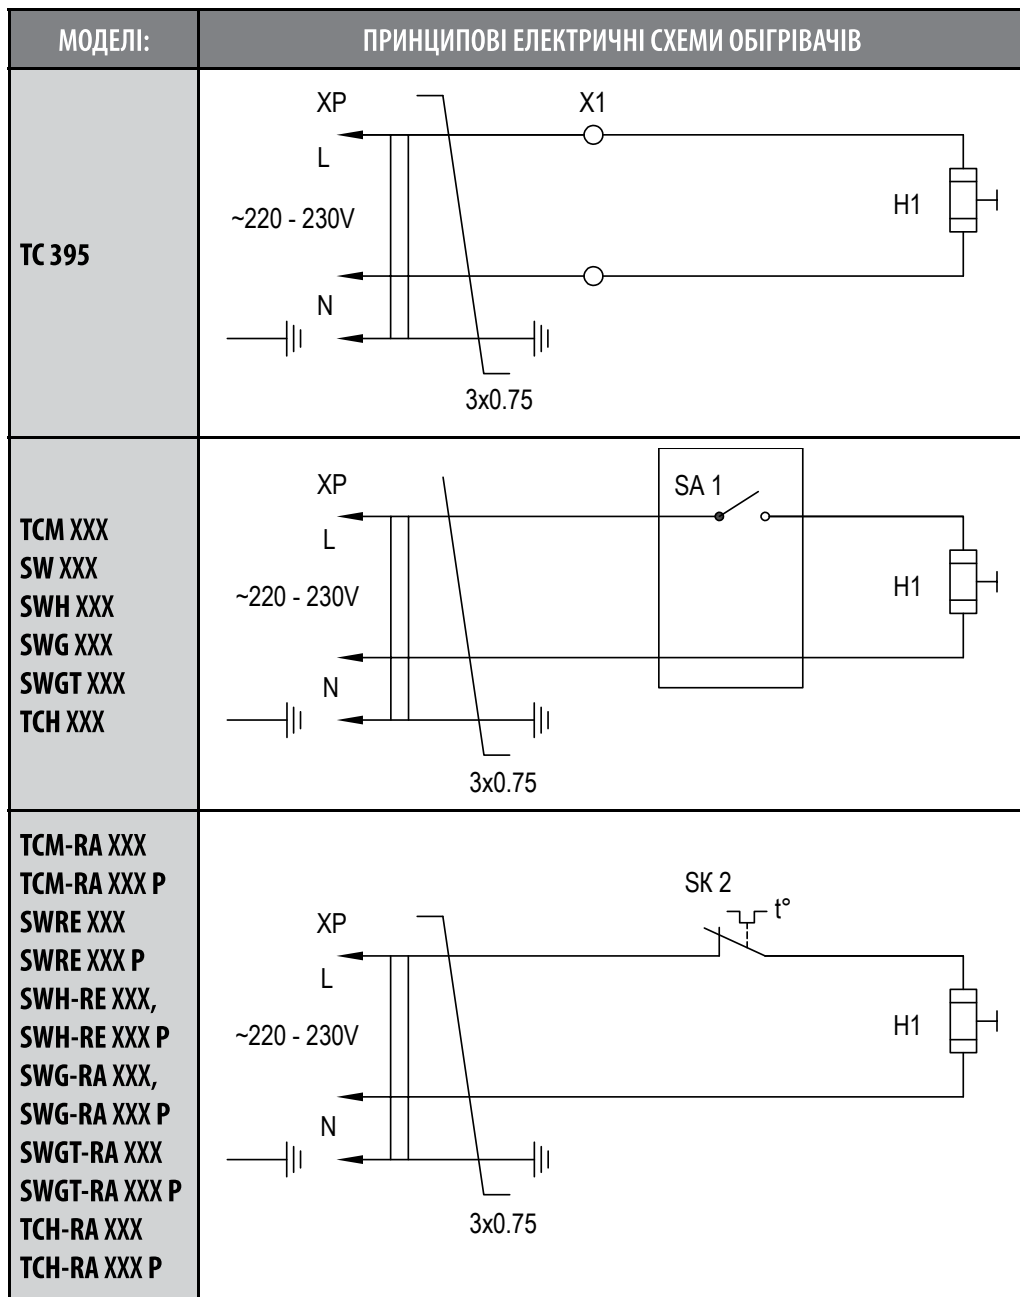 МОДЕЛІ:
ПРИНЦИПОВІ ЕЛЕКТРИЧНІ СХЕМИ ОБІГРІВАЧІВ
TC 395
XP
X1
L
~220 - 230V
H1
N
3x0.75
TCM XXX
SW XXX
SWH XXX
SWG XXX
SWGT XXX
TCH XXX
XP
SA 1
L
~220 - 230V
H1
N
3x0.75
TCM-RA XXX
TCM-RA XXX P
SWRE XXX
SWRE XXX P
SWH-RE XXX,
SWH-RE XXX P
SWG-RA XXX,
SWG-RA XXX P
SWGT-RA XXX
SWGT-RA XXX P
TCH-RA XXX
TCH-RA XXX P
SK 2
t°
XP
L
~220 - 230V
H1
N
3x0.75